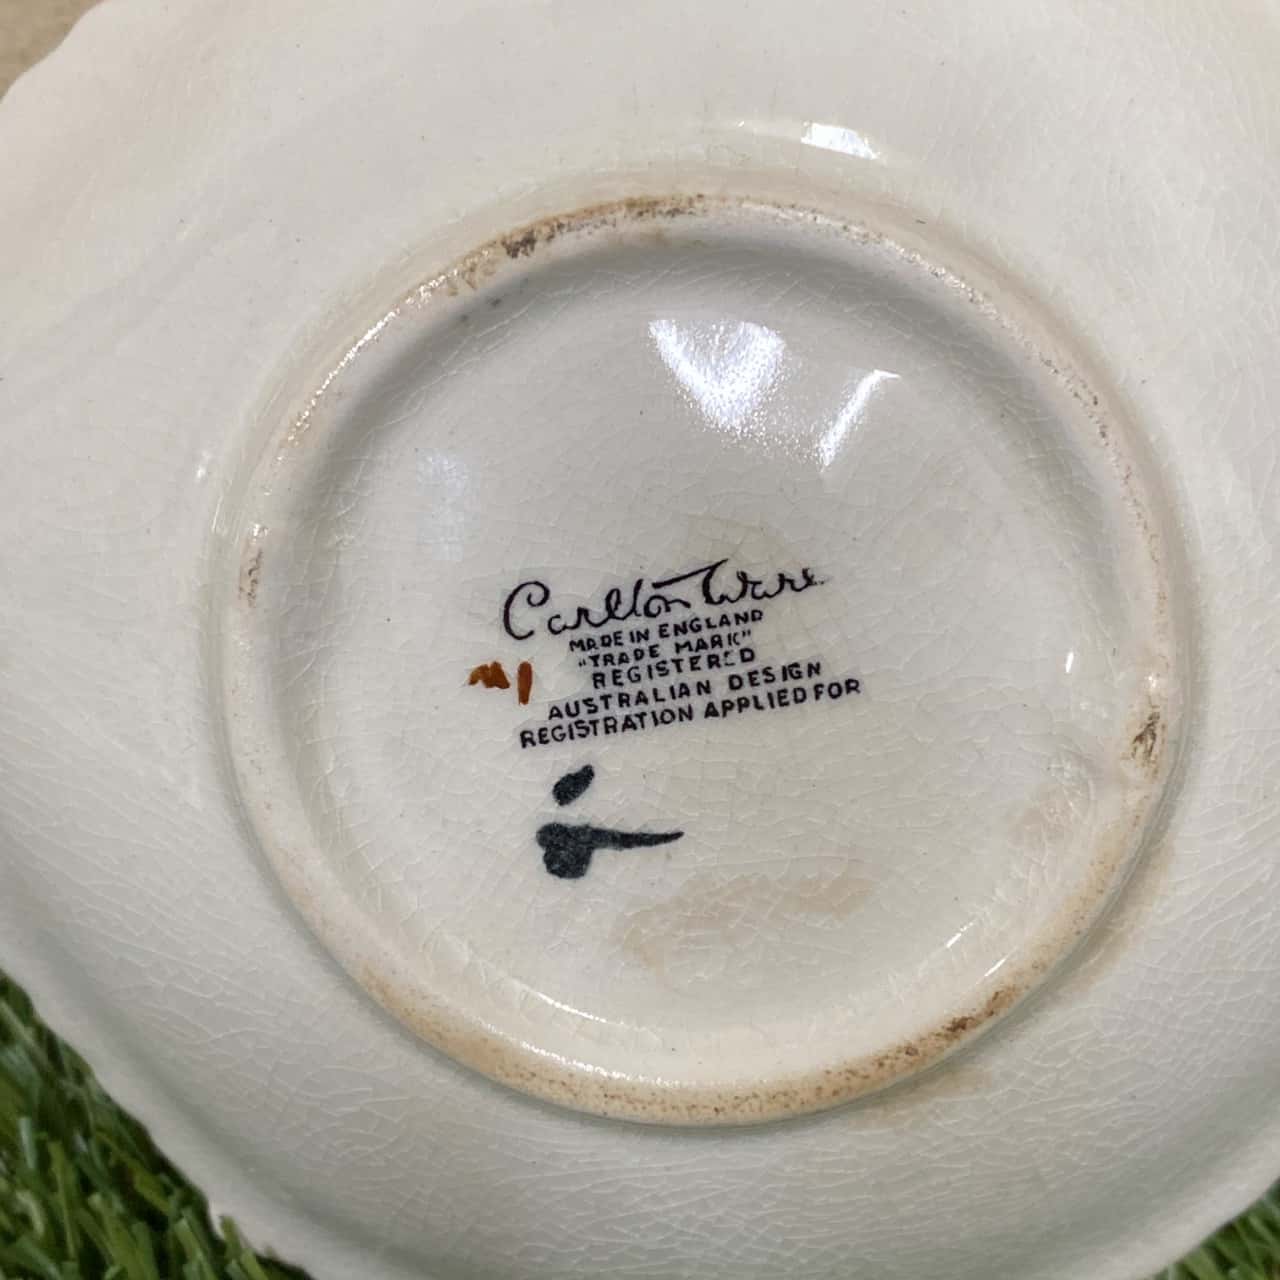 Carlton Ware
MADE IN ENGLAND
"TRADE MARK"
REGISTERED
AUSTRALIAN DESIGN
REGISTRATION APPLIED FOR